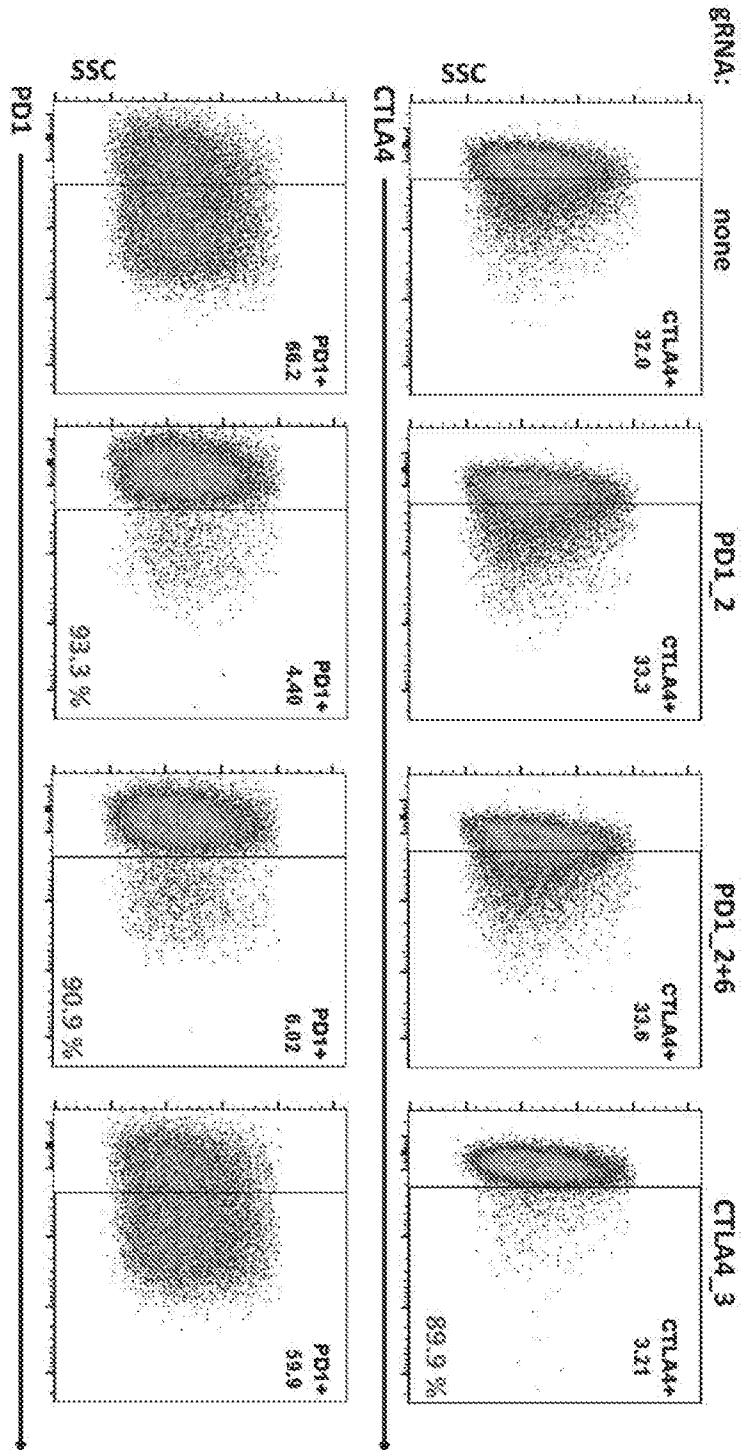 gRNA: none PD1_2 PD1_2+6 CTLA4_3
SSC
CTLA4+
32.0
CTLA4+
33.3
CTLA4+
33.6
CTLA4+
3.21
89.9 %
CTLA4
SSC
PD1+
66.2
PD1+
4.40
93.3 %
PD1+
6.02
90.9 %
PD1+
59.9
PD1